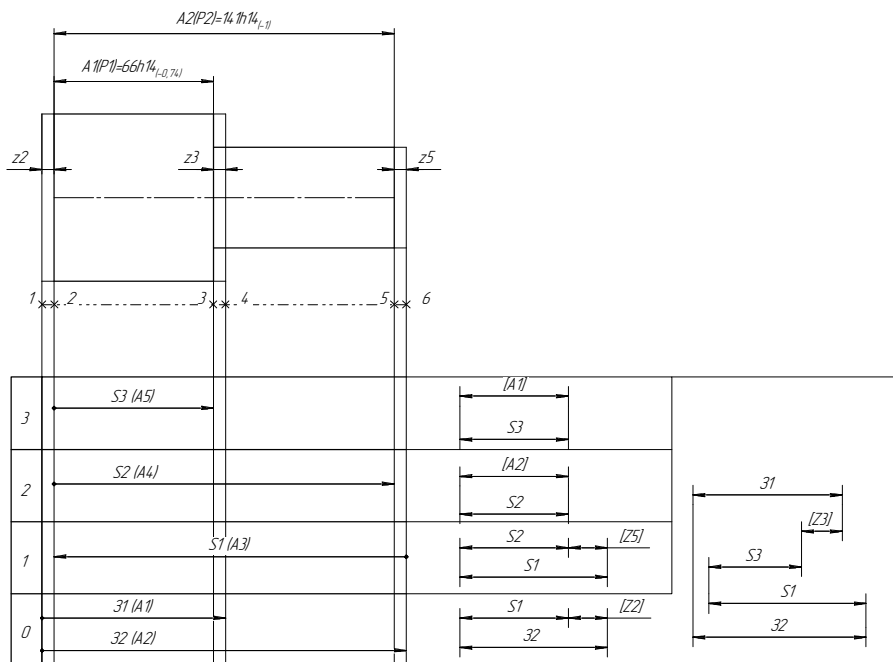 A2(P2)=141h14(-1)
A1(P1)=66h14(-0,74)
z2 z3 z5
1 2 3 4 5 6
3 S3 (A5) [A1]
S3
2 S2 (A4) [A2]
S2
31
[Z3]
1 S1 (A3) S2 [Z5]
S1
S3
S1
0 31 (A1) S1 [Z2]
32 (A2) 32
32